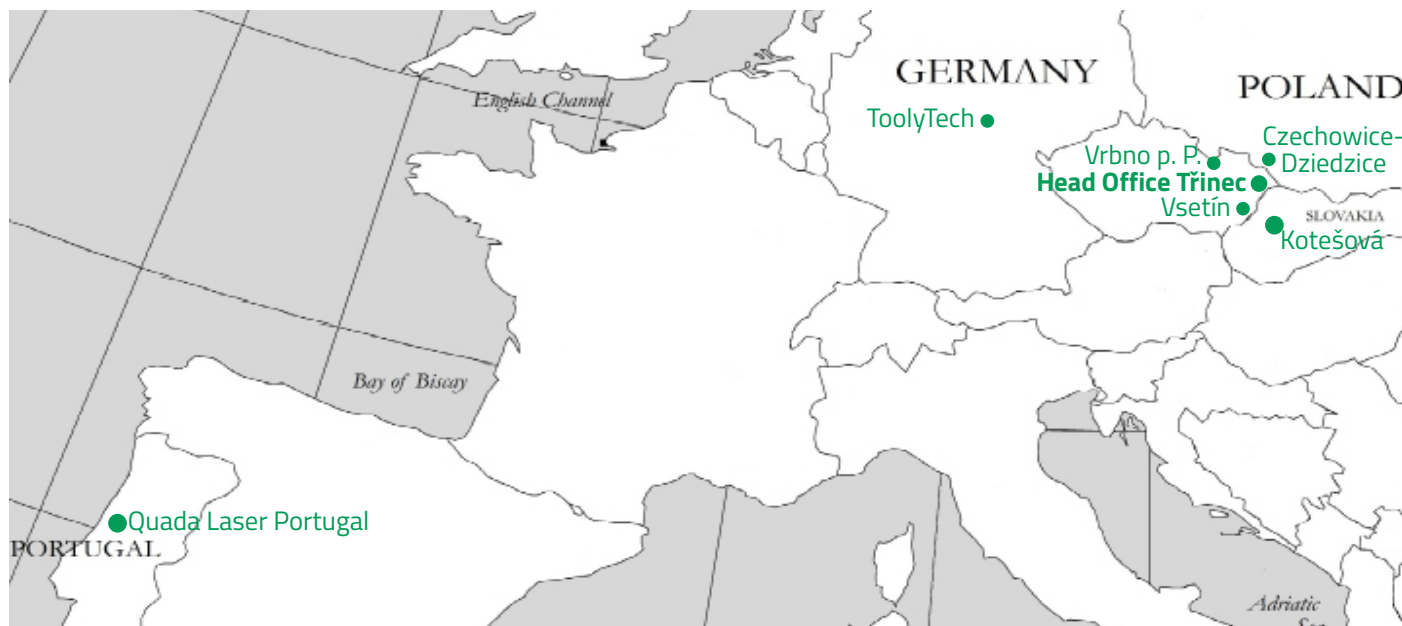 GERMANY
POLAND
English Channel
ToolyTech
Czechowice-
Dziedzice
Vrbno p. P.
Head Office Třinec
Vsetín
SLOVAKIA
Kotešová
Bay of Biscay
Quada Laser Portugal
PORTUGAL
Adriatic
Sea